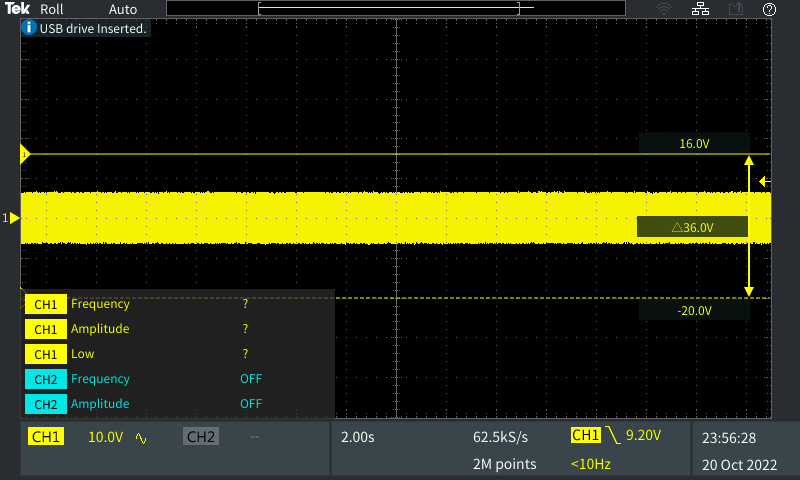 Tek Roll Auto
USB drive Inserted.
16.0V
1
1
△36.0V
-20.0V
CH1 Frequency ?
CH1 Amplitude ?
CH1 Low ?
CH2 Frequency OFF
CH2 Amplitude OFF
CH1 10.0V CH2 -- 2.00s 62.5kS/s CH1 9.20V 23:56:28
2M points <10Hz 20 Oct 2022